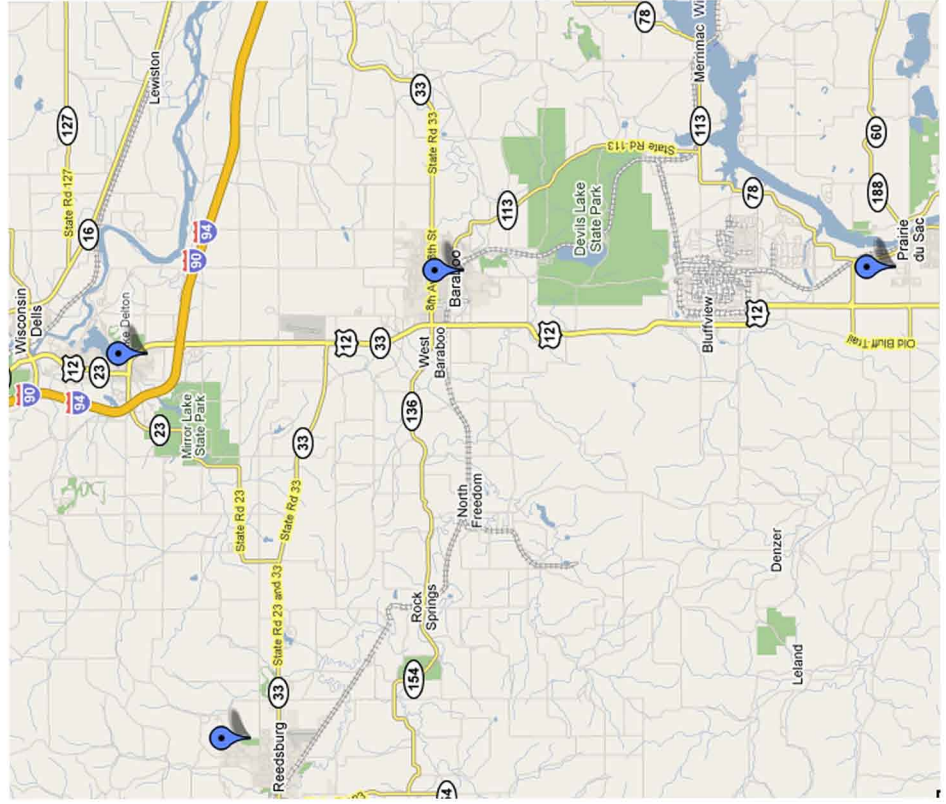 Wisconsin
Dells
90
94
12
23
State Rd 127
127
16
Lewiston
Lake Delton
90
94
23
Mirror Lake
State Park
State Rd 23
State Rd 33
33
State Rd 23 and 33
33
Reedsburg
12
33
33
State Rd 33
8th St
8th
Baraboo
West
Baraboo
136
North
Freedom
Rock
Springs
154
113
State Rd 113
Devils Lake
State Park
12
78
Merrimac
113
78
Bluffview
12
60
188
Prairie
du Sac
Old Bluff Trail
Denzer
Leland